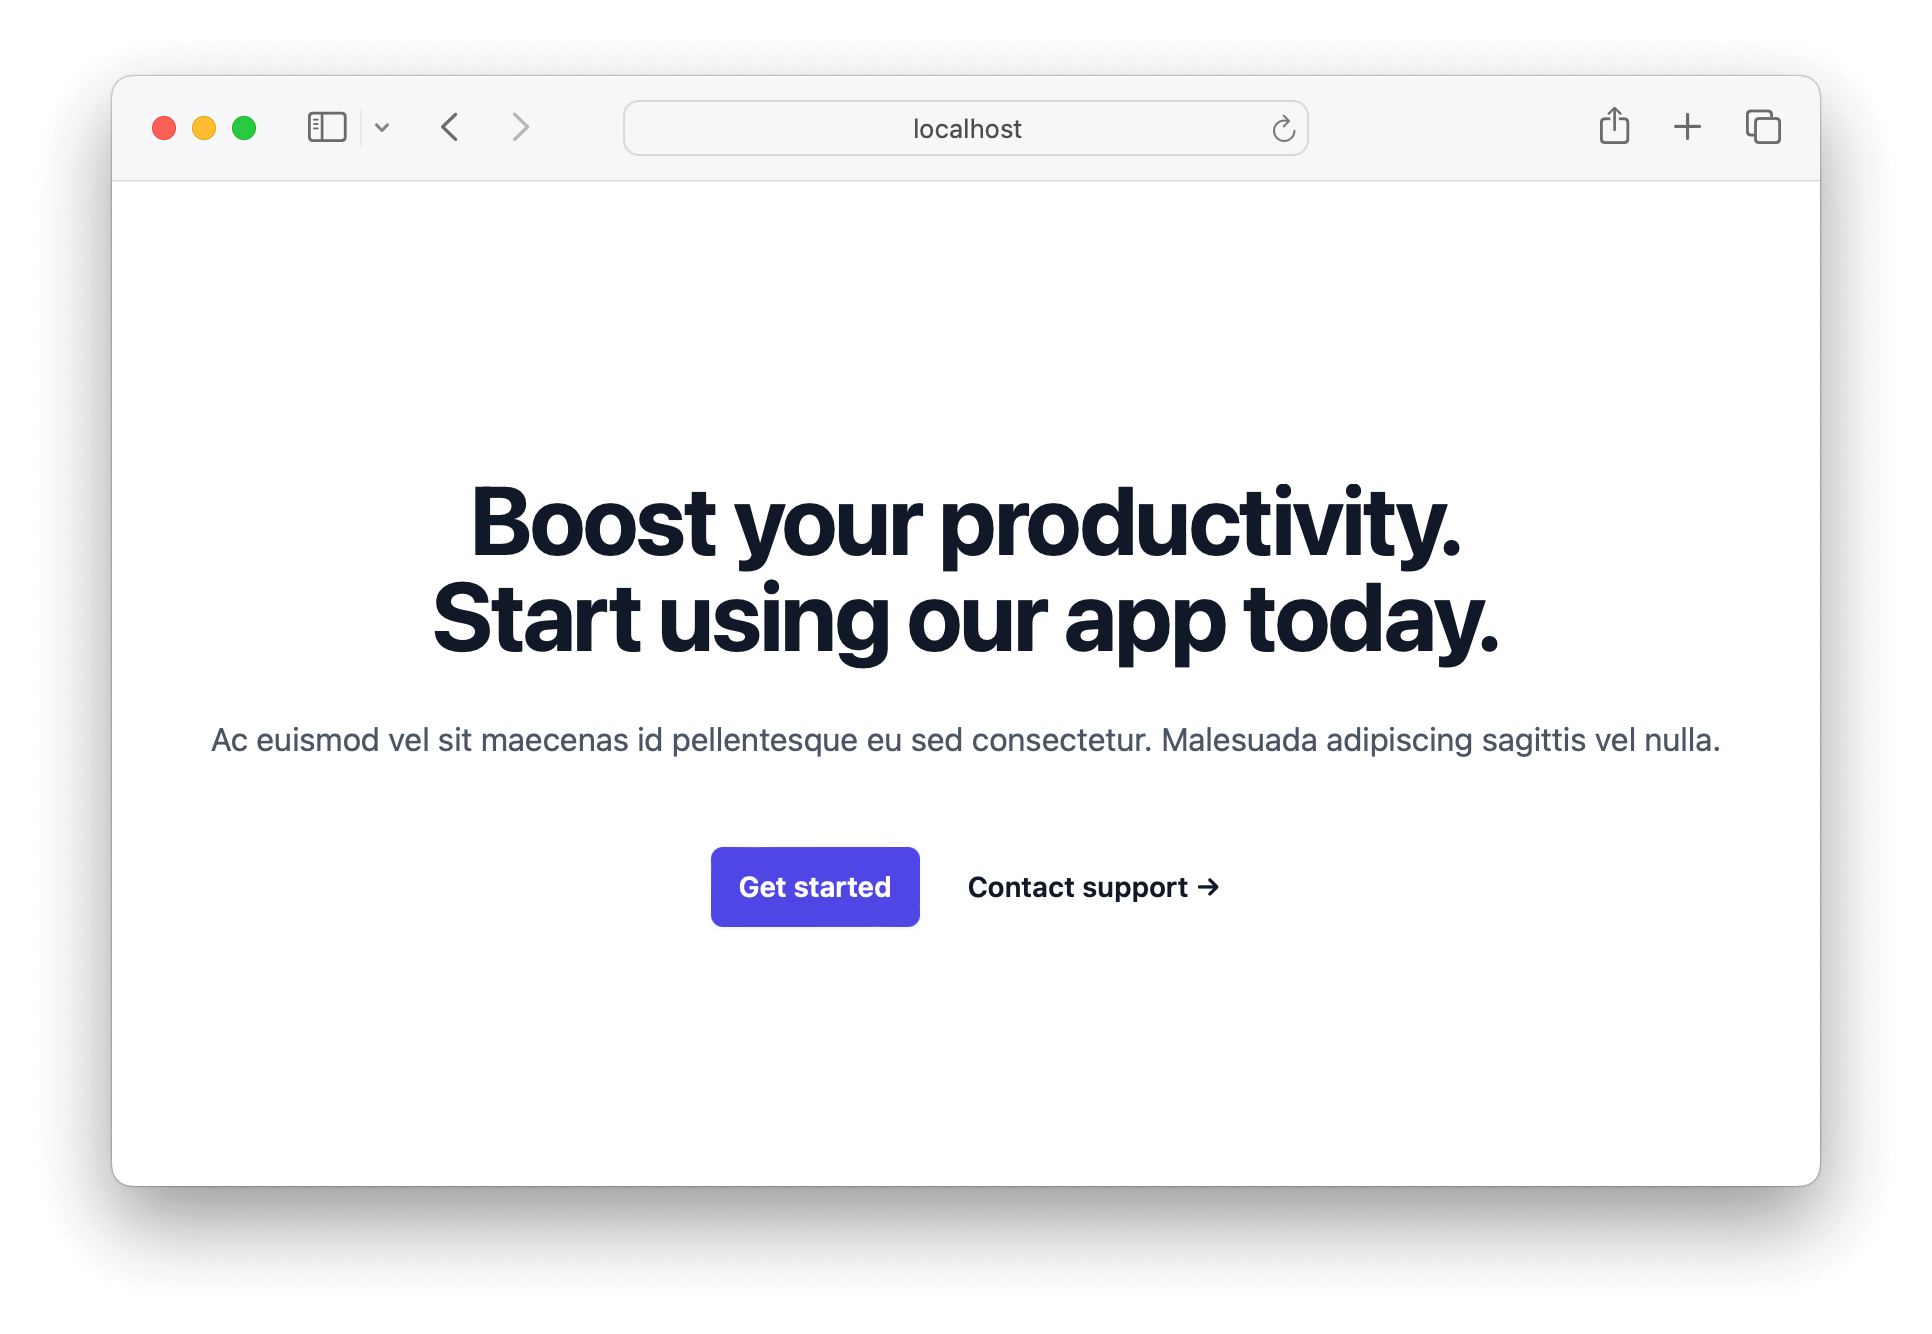 localhost
Boost your productivity.
Start using our app today.
Ac euismod vel sit maecenas id pellentesque eu sed consectetur. Malesuada adipiscing sagittis vel nulla.
Get started
Contact support →